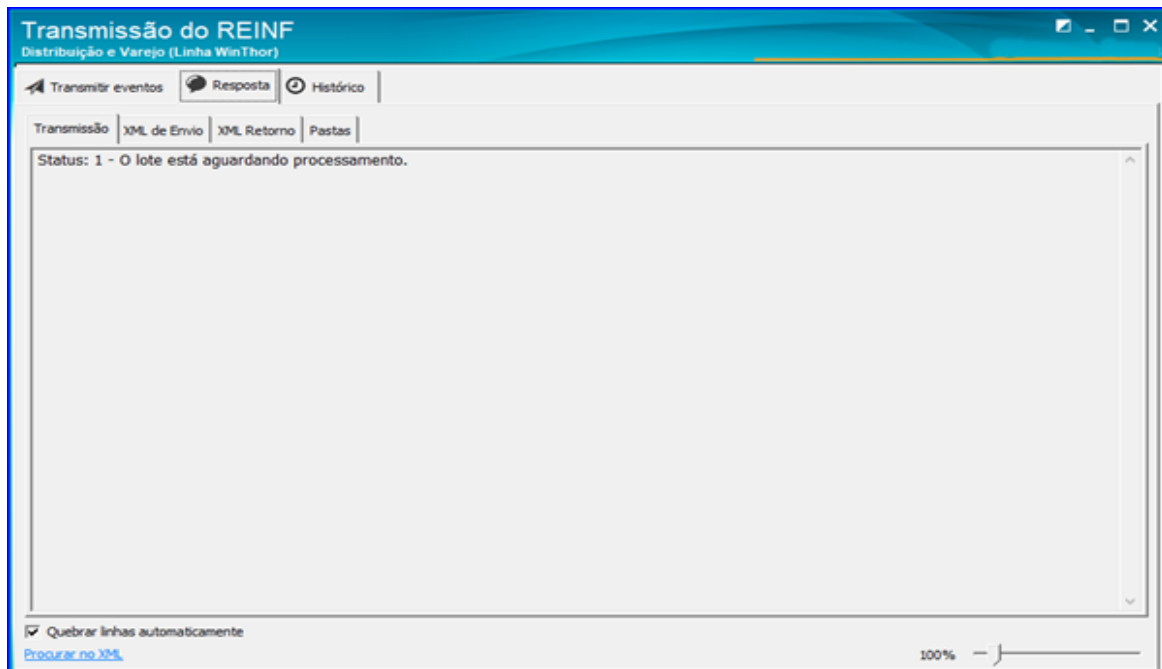 Transmissão do REINF
Distribuição e Varejo (Linha WinThor)
Transmitir eventos Resposta Histórico
Transmissão XML de Envio XML Retorno Pastas
Status: 1 - O lote está aguardando processamento.
Quebrar linhas automaticamente
Procurar no XML
100%